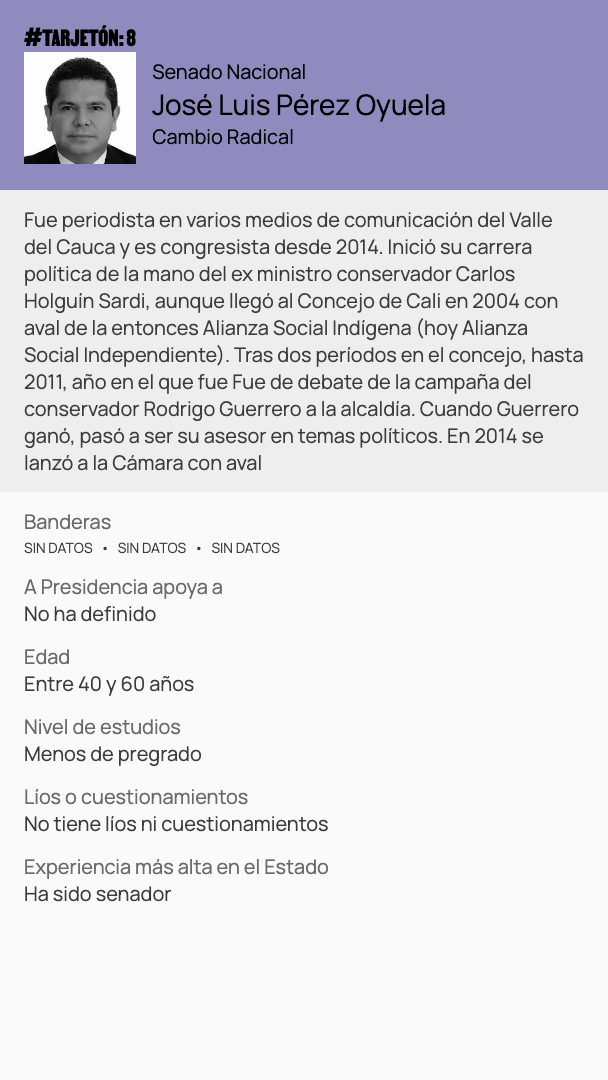 #TARJETÓN: 8
Senado Nacional
José Luis Pérez Oyuela
Cambio Radical
Fue periodista en varios medios de comunicación del Valle
del Cauca y es congresista desde 2014. Inició su carrera
política de la mano del ex ministro conservador Carlos
Holguín Sardi, aunque llegó al Concejo de Cali en 2004 con
aval de la entonces Alianza Social Indígena (hoy Alianza
Social Independiente). Tras dos períodos en el concejo, hasta
2011, año en el que fue Fue de debate de la campaña del
conservador Rodrigo Guerrero a la alcaldía. Cuando Guerrero
ganó, pasó a ser su asesor en temas políticos. En 2014 se
lanzó a la Cámara con aval
Banderas
SIN DATOS • SIN DATOS • SIN DATOS
A Presidencia apoya a
No ha definido
Edad
Entre 40 y 60 años
Nivel de estudios
Menos de pregrado
Líos o cuestionamientos
No tiene líos ni cuestionamientos
Experiencia más alta en el Estado
Ha sido senador